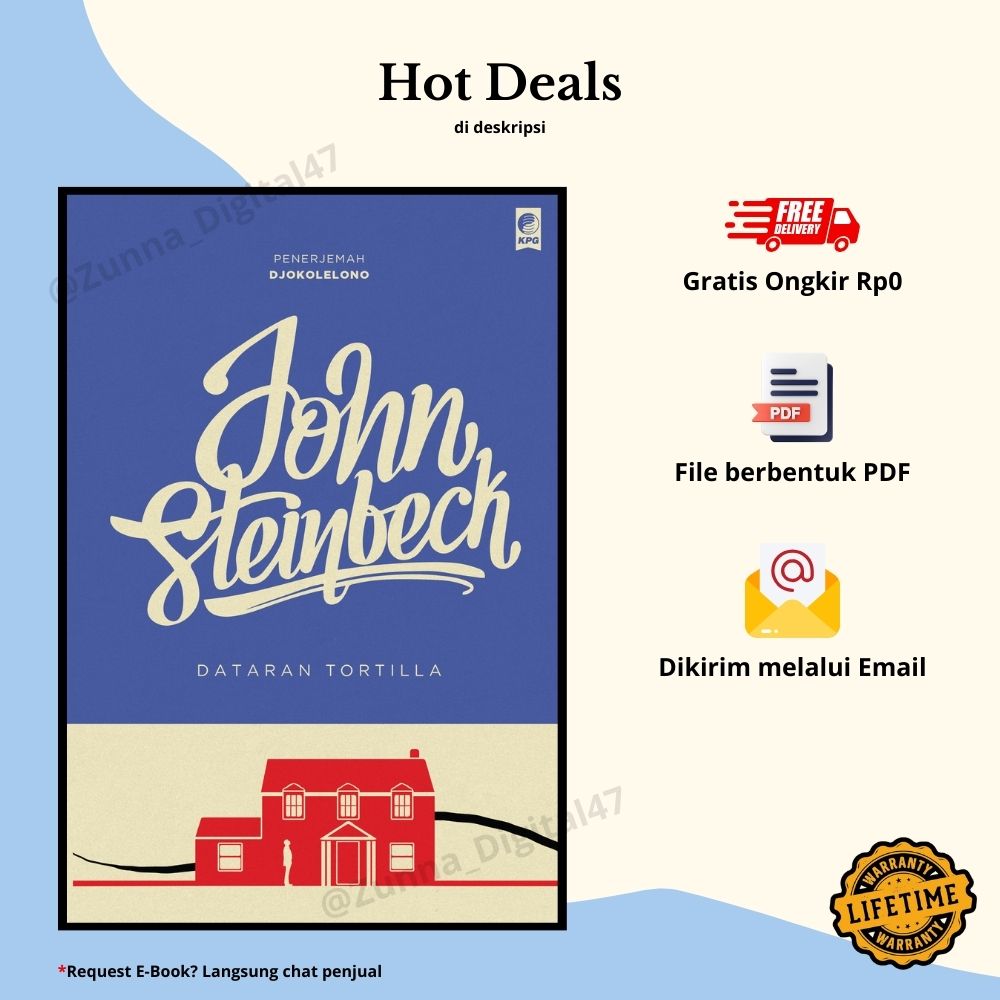 Hot Deals
di deskripsi
@Zunna_Digital47
KPG
PENERJEMAH
DJOKOLELONO
John
Steinbeck
DATARAN TORTILLA
@Zunna_Digital47
FREE
DELIVERY
Gratis Ongkir Rp0
PDF
File berbentuk PDF
@
Dikirim melalui Email
WARRANTY
LIFETIME
WARRANTY
*Request E-Book? Langsung chat penjual